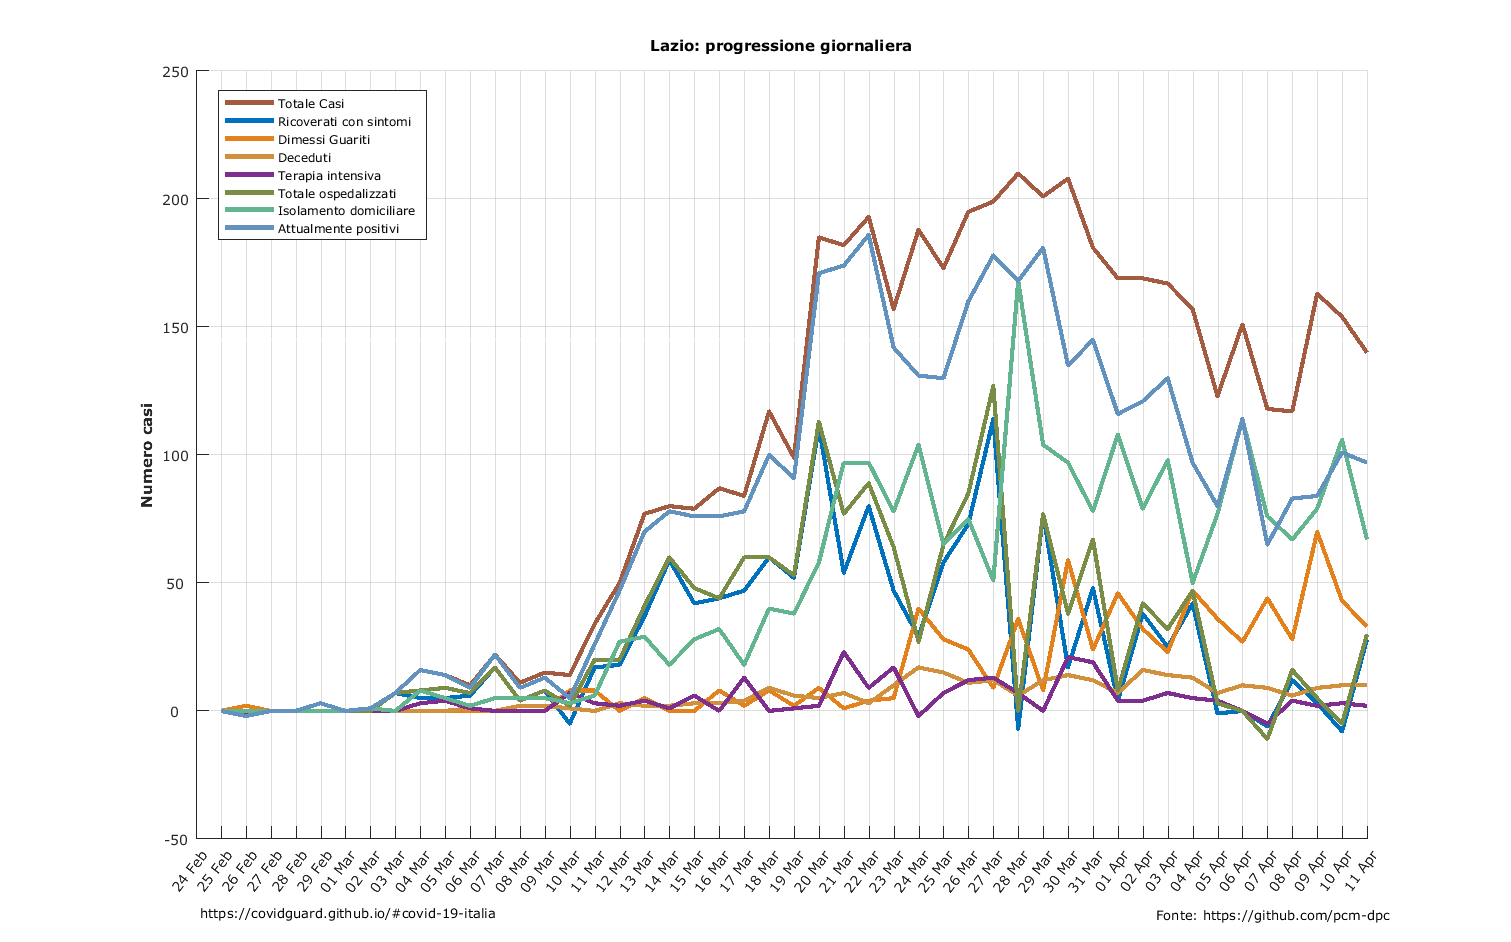 Lazio: progressione giornaliera
250
200
150
100
50
0
-50
Numero casi
Totale Casi
Ricoverati con sintomi
Dimessi Guariti
Deceduti
Terapia intensiva
Totale ospedalizzati
Isolamento domiciliare
Attualmente positivi
24 Feb
25 Feb
26 Feb
27 Feb
28 Feb
29 Feb
01 Mar
02 Mar
03 Mar
04 Mar
05 Mar
06 Mar
07 Mar
08 Mar
09 Mar
10 Mar
11 Mar
12 Mar
13 Mar
14 Mar
15 Mar
16 Mar
17 Mar
18 Mar
19 Mar
20 Mar
21 Mar
22 Mar
23 Mar
24 Mar
25 Mar
26 Mar
27 Mar
28 Mar
29 Mar
30 Mar
31 Mar
01 Apr
02 Apr
03 Apr
04 Apr
05 Apr
06 Apr
07 Apr
08 Apr
09 Apr
10 Apr
11 Apr
https://covidguard.github.io/#covid-19-italia
Fonte: https://github.com/pcm-dpc